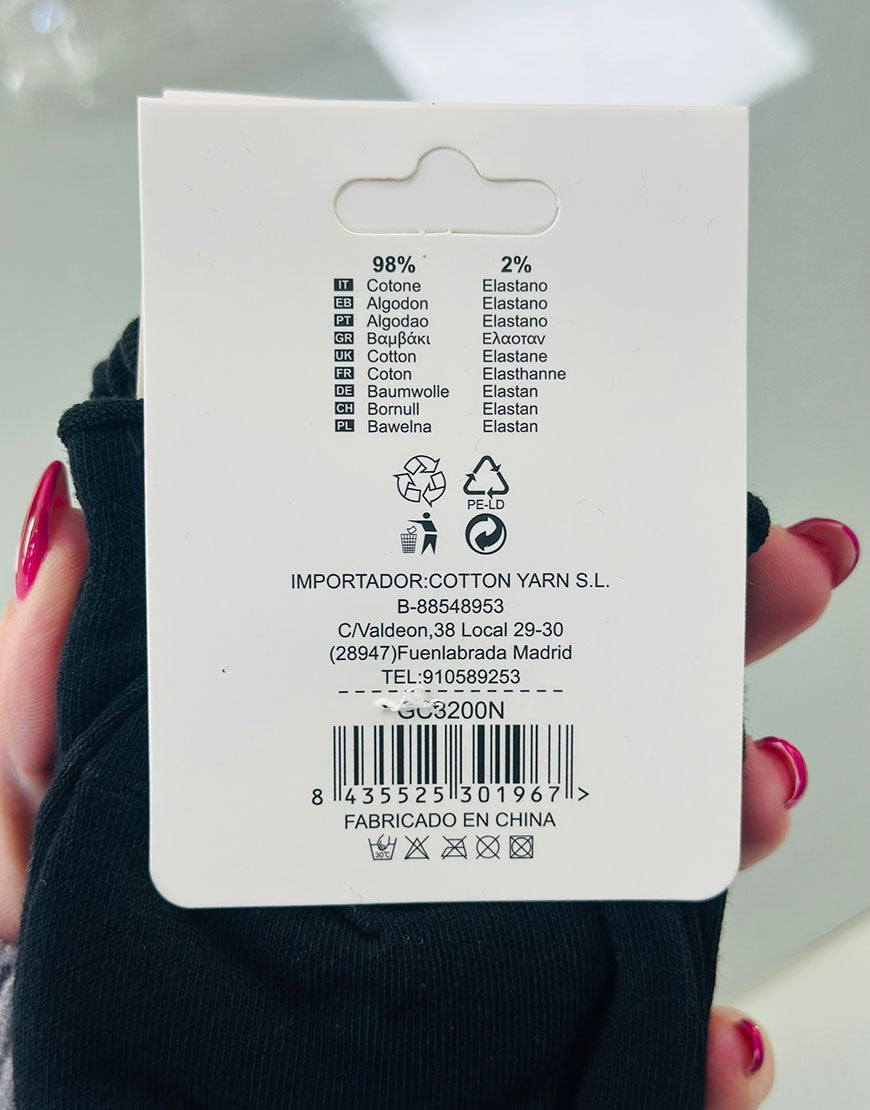 98% 2%
IT Cotone Elastano
EB Algodon Elastano
PT Algodao Elastano
GR Βαμβάκι Ελαοταν
UK Cotton Elastane
FR Coton Elasthanne
DE Baumwolle Elastan
CH Bornull Elastan
PL Bawelna Elastan
PE-LD
IMPORTADOR:COTTON YARN S.L.
B-88548953
C/Valdeon,38 Local 29-30
(28947)Fuenlabrada Madrid
TEL:910589253
GC3200N
8 435525 301967 >
FABRICADO EN CHINA
30°C